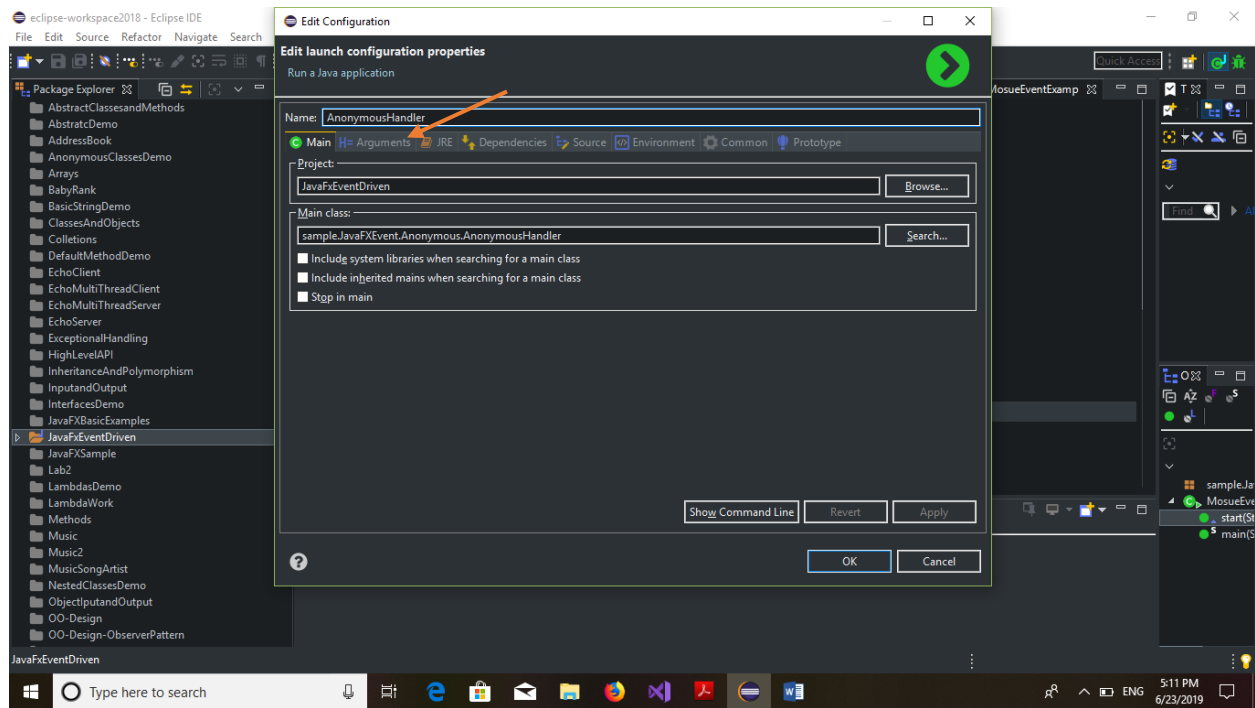 eclipse-workspace2018 - Eclipse IDE
File Edit Source Refactor Navigate Search
Quick Access
Package Explorer
AbstractClassesandMethods
AbstratcDemo
AddressBook
AnonymousClassesDemo
Arrays
BabyRank
BasicStringDemo
ClassesAndObjects
Colletions
DefaultMethodDemo
EchoClient
EchoMultiThreadClient
EchoMultiThreadServer
EchoServer
ExceptionalHandling
HighLevelAPI
InheritanceAndPolymorphism
InputandOutput
InterfacesDemo
JavaFXBasicExamples
JavaFxEventDriven
JavaFXSample
Lab2
LambdasDemo
LambdaWork
Methods
Music
Music2
MusicSongArtist
NestedClassesDemo
ObjectIputandOutput
OO-Design
OO-Design-ObserverPattern
Edit Configuration
Edit launch configuration properties
Run a Java application
Name: AnonymousHandler
Main Arguments JRE Dependencies Source Environment Common Prototype
Project:
JavaFxEventDriven Browse...
Main class:
sample.JavaFXEvent.Anonymous.AnonymousHandler Search...
Include system libraries when searching for a main class
Include inherited mains when searching for a main class
Stop in main
Show Command Line Revert Apply
OK Cancel
MosueEventExamp
T
Find
O
sample.Ja
MosueEve
start(St
main(S
JavaFxEventDriven
Type here to search
ENG
5:11 PM
6/23/2019